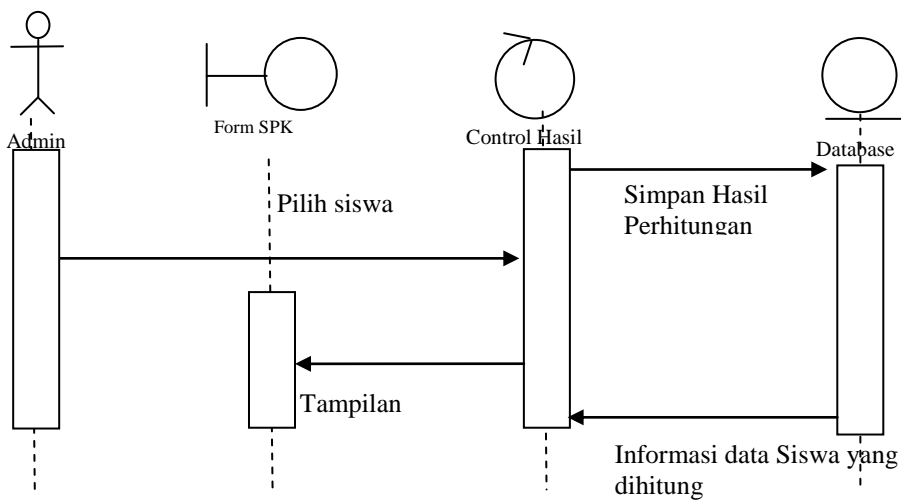 Admin
Form SPK
Control Hasil
Database
Pilih siswa
Simpan Hasil
Perhitungan
Tampilan
Informasi data Siswa yang
dihitung